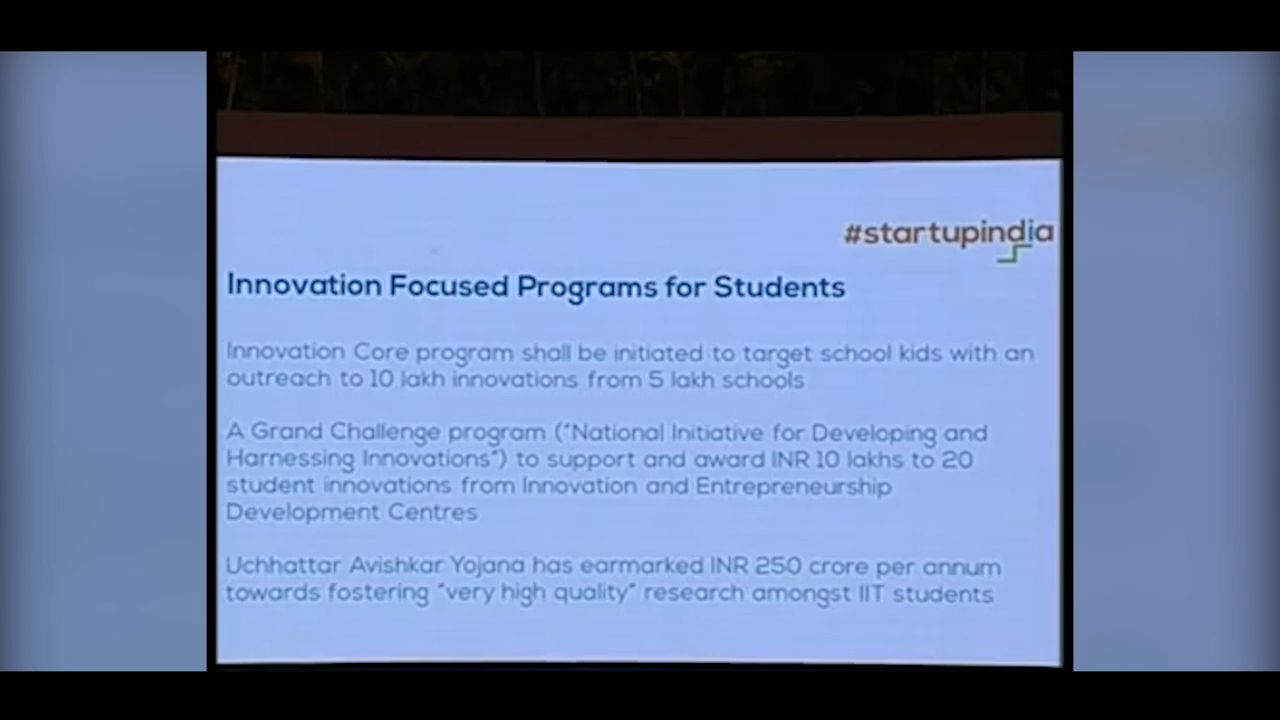 #startupindia
Innovation Focused Programs for Students
Innovation Core program shall be initiated to target school kids with an
outreach to 10 lakh innovations from 5 lakh schools
A Grand Challenge program ("National Initiative for Developing and
Harnessing Innovations") to support and award INR 10 lakhs to 20
student innovations from Innovation and Entrepreneurship
Development Centres
Uchhattar Avishkar Yojana has earmarked INR 250 crore per annum
towards fostering "very high quality" research amongst IIT students